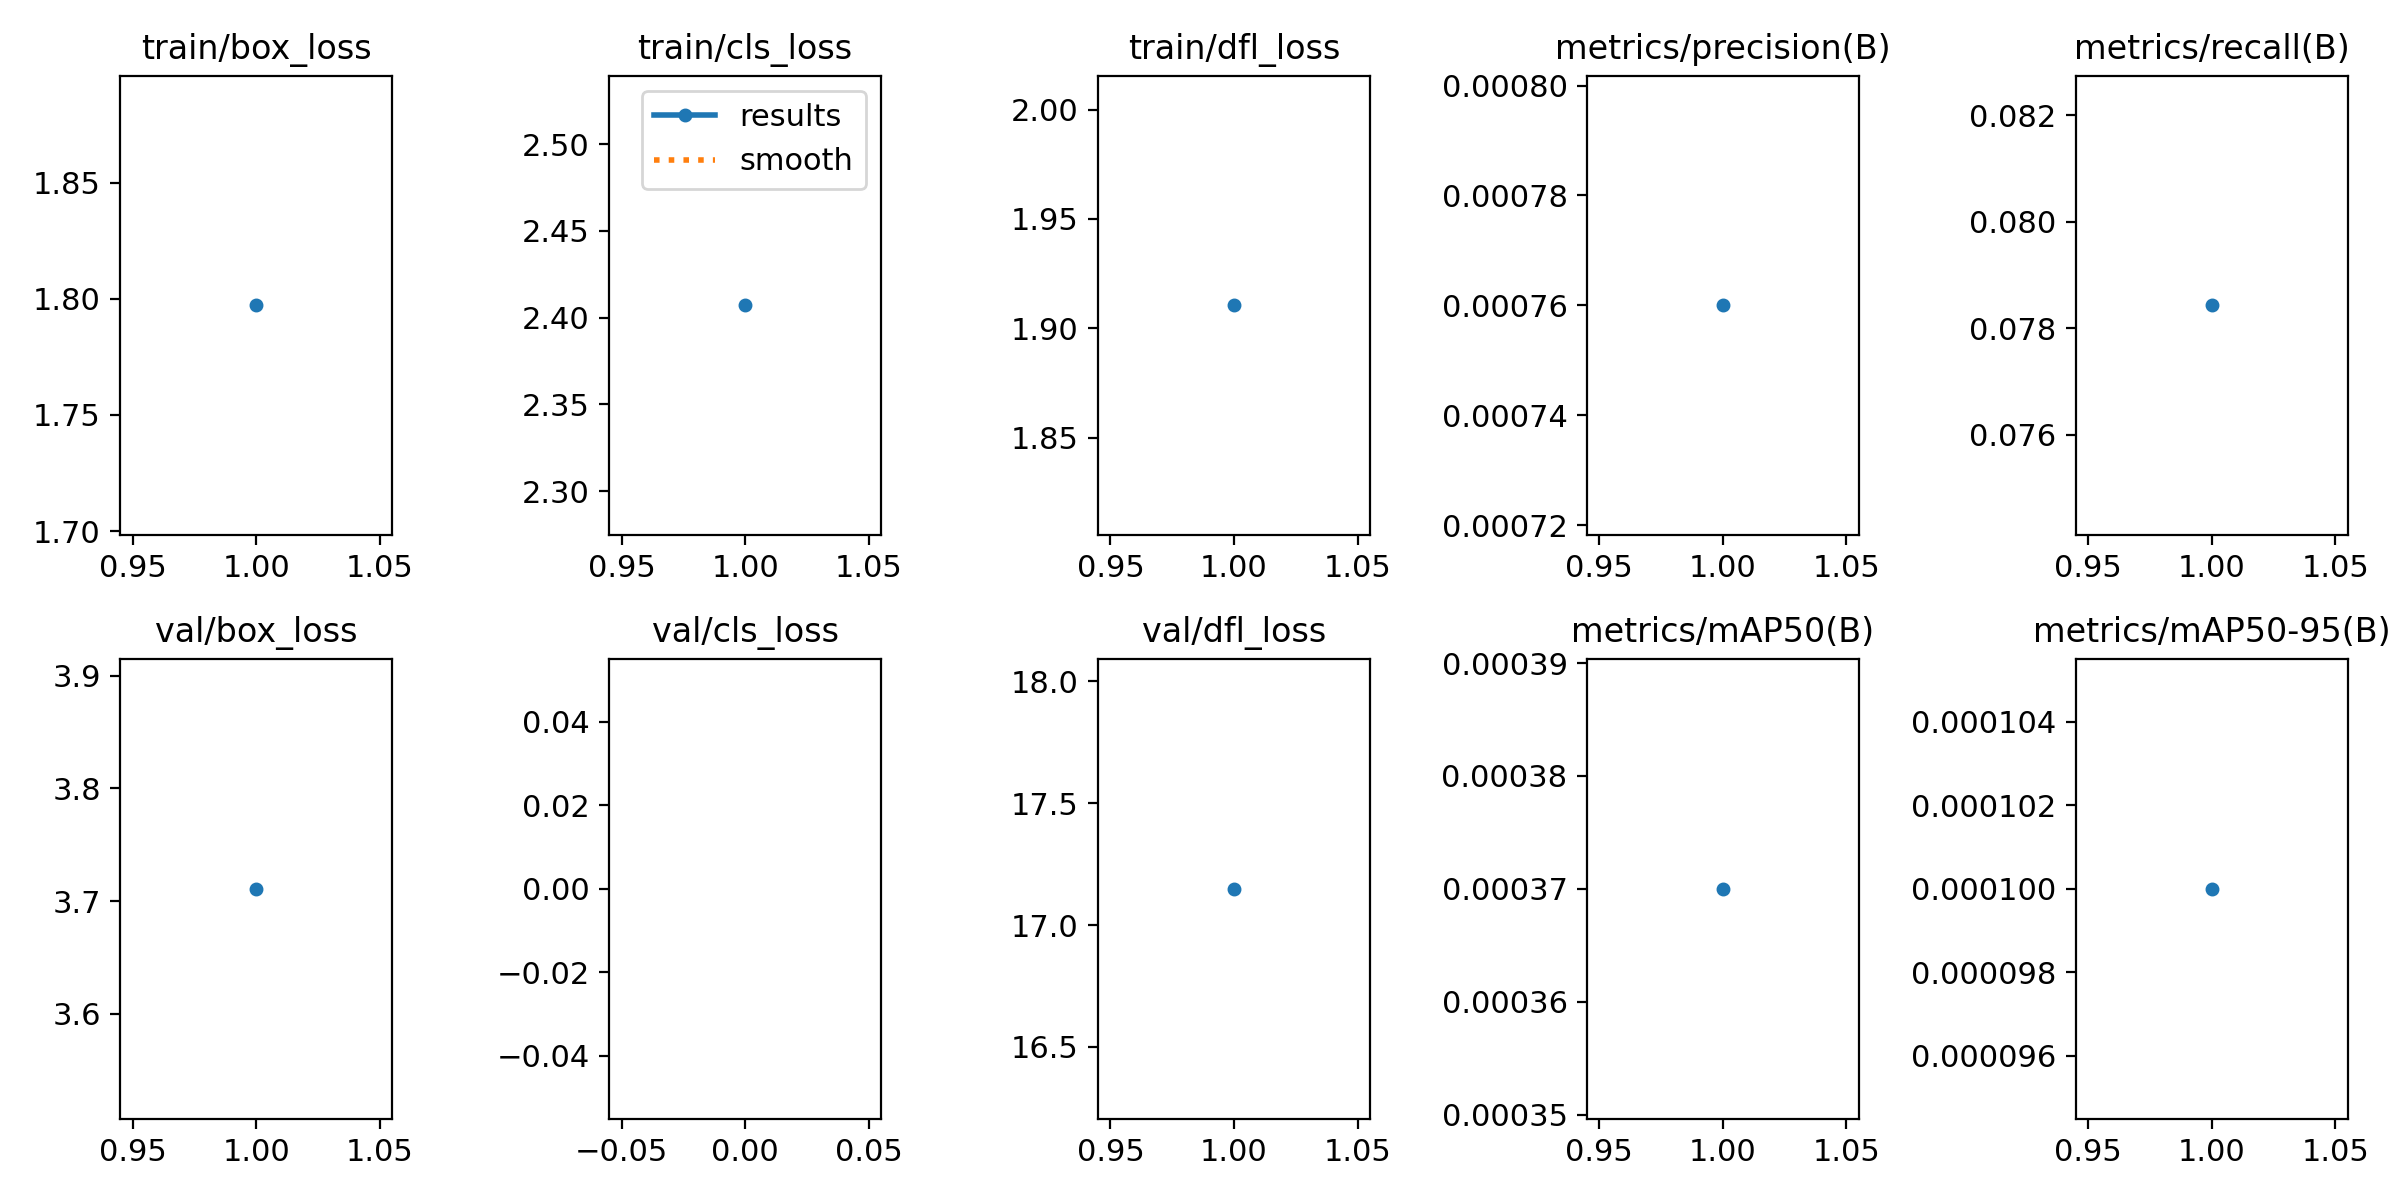 train/box_loss
1.85
1.80
1.75
1.70
0.95 1.00 1.05
train/cls_loss
results
smooth
2.50
2.45
2.40
2.35
2.30
0.95 1.00 1.05
train/dfl_loss
2.00
1.95
1.90
1.85
0.95 1.00 1.05
metrics/precision(B)
0.00080
0.00078
0.00076
0.00074
0.00072
0.95 1.00 1.05
metrics/recall(B)
0.082
0.080
0.078
0.076
0.95 1.00 1.05
val/box_loss
3.9
3.8
3.7
3.6
0.95 1.00 1.05
val/cls_loss
0.04
0.02
0.00
−0.02
−0.04
−0.05 0.00 0.05
val/dfl_loss
18.0
17.5
17.0
16.5
0.95 1.00 1.05
metrics/mAP50(B)
0.00039
0.00038
0.00037
0.00036
0.00035
0.95 1.00 1.05
metrics/mAP50-95(B)
0.000104
0.000102
0.000100
0.000098
0.000096
0.95 1.00 1.05